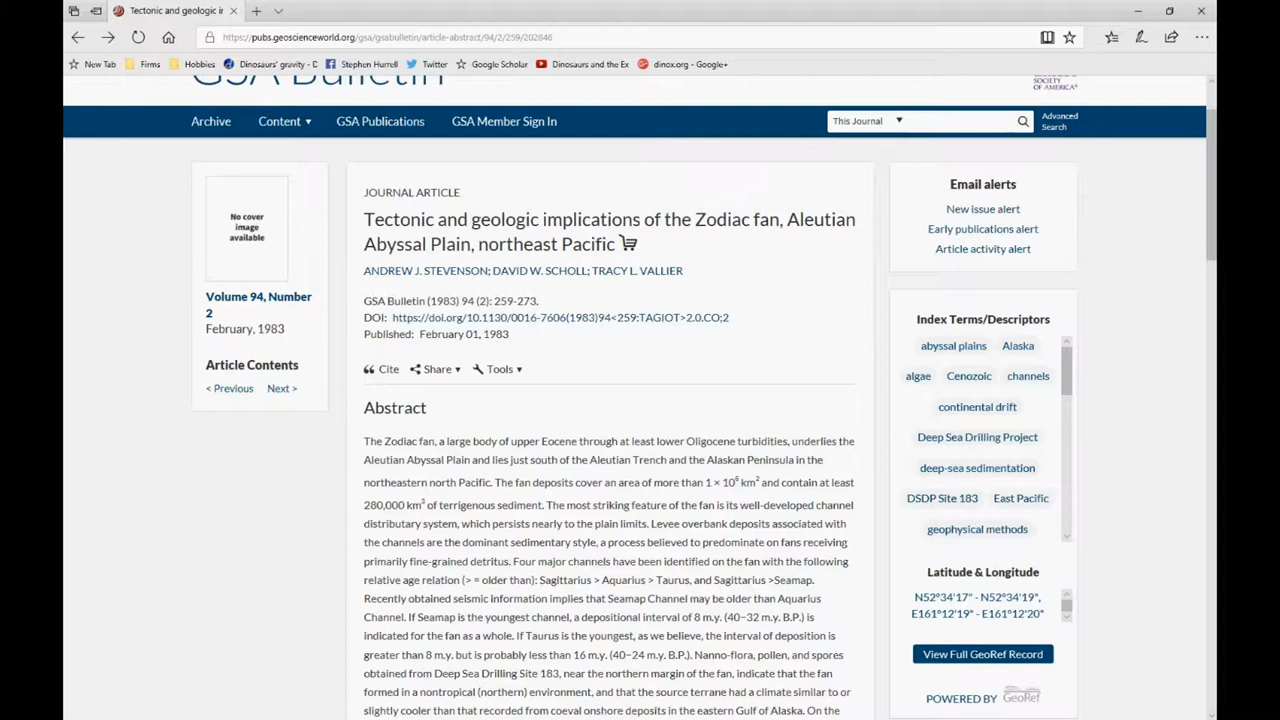 Tectonic and geologic ir
https://pubs.geoscienceworld.org/gsa/gsabulletin/article-abstract/94/2/259/202846
New Tab Firms Hobbies Dinosaurs' gravity - D Stephen Hurrell Twitter Google Scholar Dinosaurs and the Ex dinox.org - Google+
GSA Bulletin
SOCIETY
OF AMERICA
Archive Content GSA Publications GSA Member Sign In
This Journal
Advanced
Search
No cover
image
available
Volume 94, Number
2
February, 1983
Article Contents
< Previous Next >
JOURNAL ARTICLE
Tectonic and geologic implications of the Zodiac fan, Aleutian
Abyssal Plain, northeast Pacific
ANDREW J. STEVENSON; DAVID W. SCHOLL; TRACY L. VALLIER
GSA Bulletin (1983) 94 (2): 259-273.
DOI: https://doi.org/10.1130/0016-7606(1983)94<259:TAGIOT>2.0.CO;2
Published: February 01, 1983
Cite Share Tools
Abstract
The Zodiac fan, a large body of upper Eocene through at least lower Oligocene turbidities, underlies the
Aleutian Abyssal Plain and lies just south of the Aleutian Trench and the Alaskan Peninsula in the
northeastern north Pacific. The fan deposits cover an area of more than 1 × 10⁶ km² and contain at least
280,000 km³ of terrigenous sediment. The most striking feature of the fan is its well-developed channel
distributary system, which persists nearly to the plain limits. Levee overbank deposits associated with
the channels are the dominant sedimentary style, a process believed to predominate on fans receiving
primarily fine-grained detritus. Four major channels have been identified on the fan with the following
relative age relation (> = older than): Sagittarius > Aquarius > Taurus, and Sagittarius >Seamap.
Recently obtained seismic information implies that Seamap Channel may be older than Aquarius
Channel. If Seamap is the youngest channel, a depositional interval of 8 m.y. (40−32 m.y. B.P.) is
indicated for the fan as a whole. If Taurus is the youngest, as we believe, the interval of deposition is
greater than 8 m.y. but is probably less than 16 m.y. (40−24 m.y. B.P.). Nanno-flora, pollen, and spores
obtained from Deep Sea Drilling Site 183, near the northern margin of the fan, indicate that the fan
formed in a nontropical (northern) environment, and that the source terrane had a climate similar to or
slightly cooler than that recorded from coeval onshore deposits in the eastern Gulf of Alaska. On the
Email alerts
New issue alert
Early publications alert
Article activity alert
Index Terms/Descriptors
abyssal plains Alaska
algae Cenozoic channels
continental drift
Deep Sea Drilling Project
deep-sea sedimentation
DSDP Site 183 East Pacific
geophysical methods
Latitude & Longitude
N52°34'17" - N52°34'19",
E161°12'19" - E161°12'20"
View Full GeoRef Record
POWERED BY GeoRef